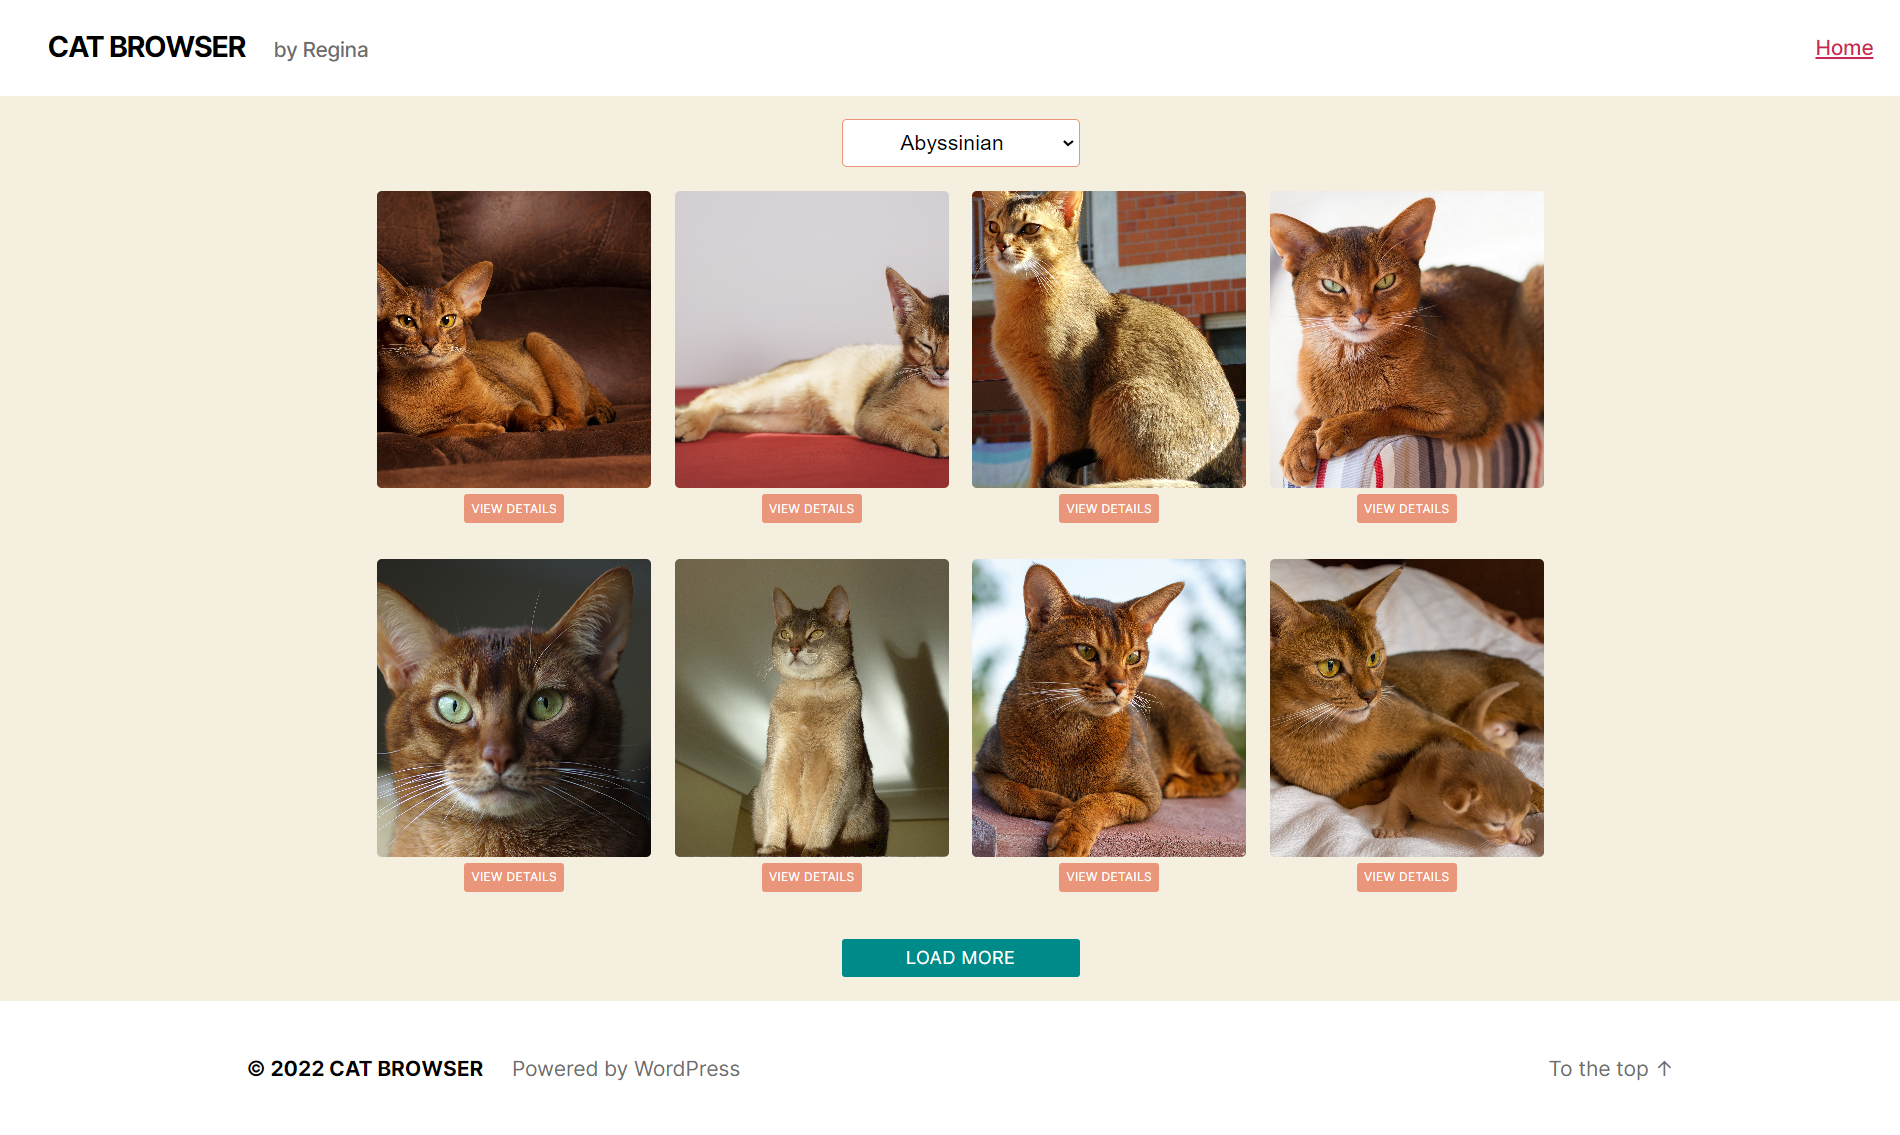 CAT BROWSER by Regina Home
Abyssinian
VIEW DETAILS VIEW DETAILS VIEW DETAILS VIEW DETAILS
VIEW DETAILS VIEW DETAILS VIEW DETAILS VIEW DETAILS
LOAD MORE
© 2022 CAT BROWSER Powered by WordPress To the top ↑